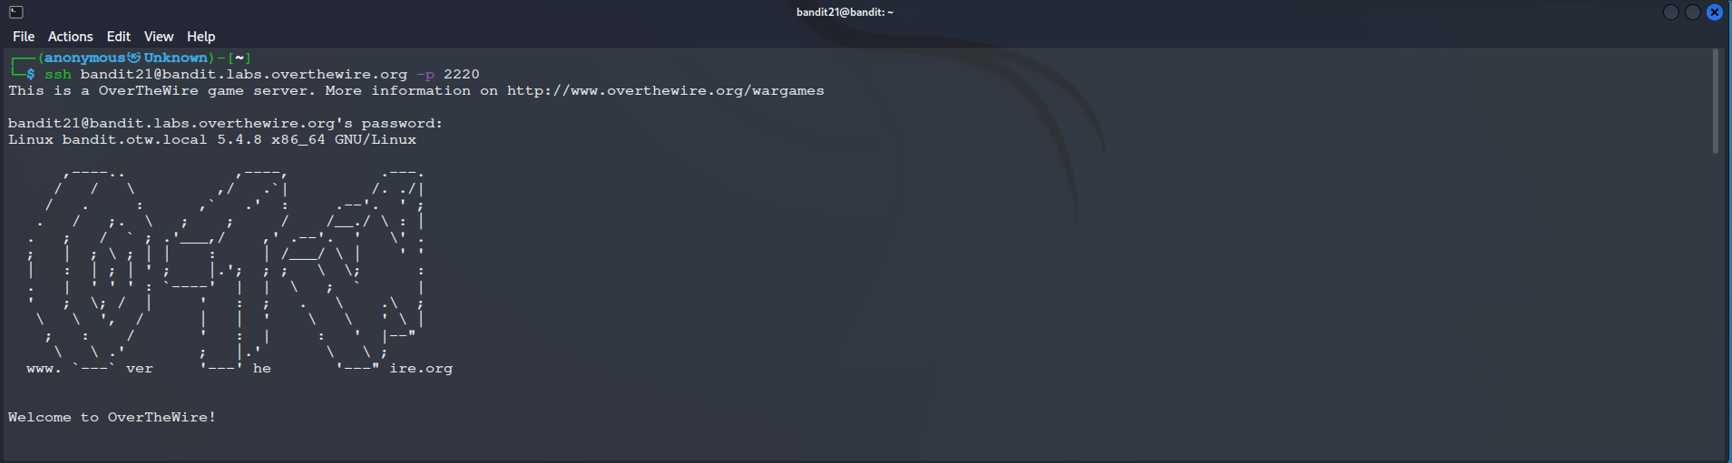 bandit21@bandit: ~
File Actions Edit View Help
┌──(anonymous㉿Unknown)-[~]
└─$ ssh bandit21@bandit.labs.overthewire.org -p 2220
This is a OverTheWire game server. More information on http://www.overthewire.org/wargames
bandit21@bandit.labs.overthewire.org's password:
Linux bandit.otw.local 5.4.8 x86_64 GNU/Linux
www. `---` ver '---' he '---" ire.org
Welcome to OverTheWire!